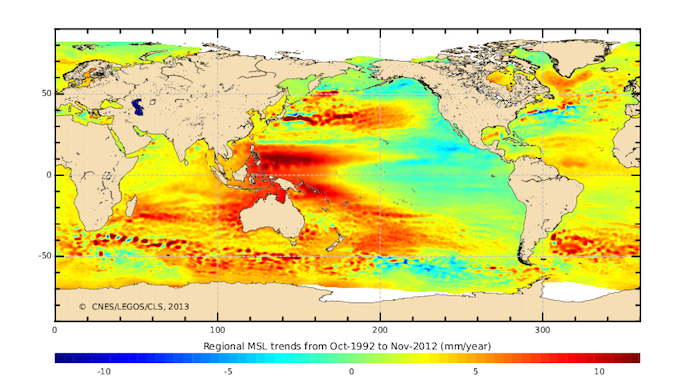 50
0
-50
© CNES/LEGOS/CLS, 2013
0 100 200 300
Regional MSL trends from Oct-1992 to Nov-2012 (mm/year)
-10 -5 0 5 10